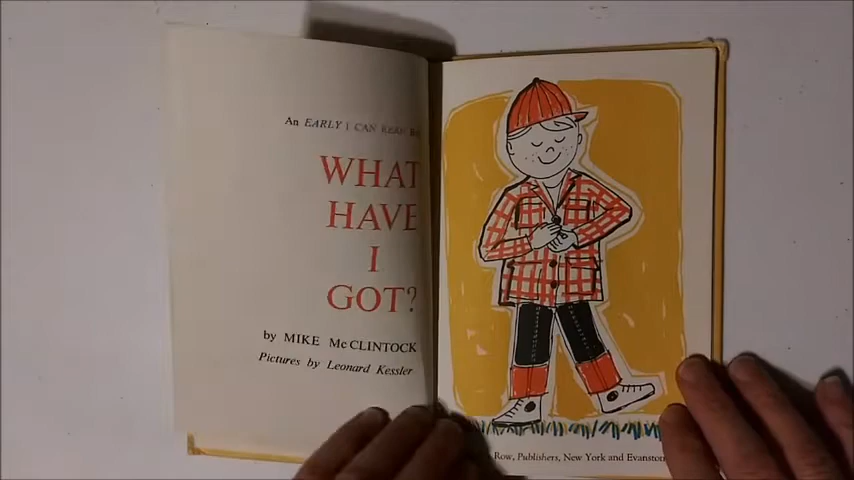 An EARLY I CAN READ
WHAT
HAVE
I
GOT?
by MIKE McCLINTOCK
Pictures by Leonard Kessler
Row, Publishers, New York and Evanston